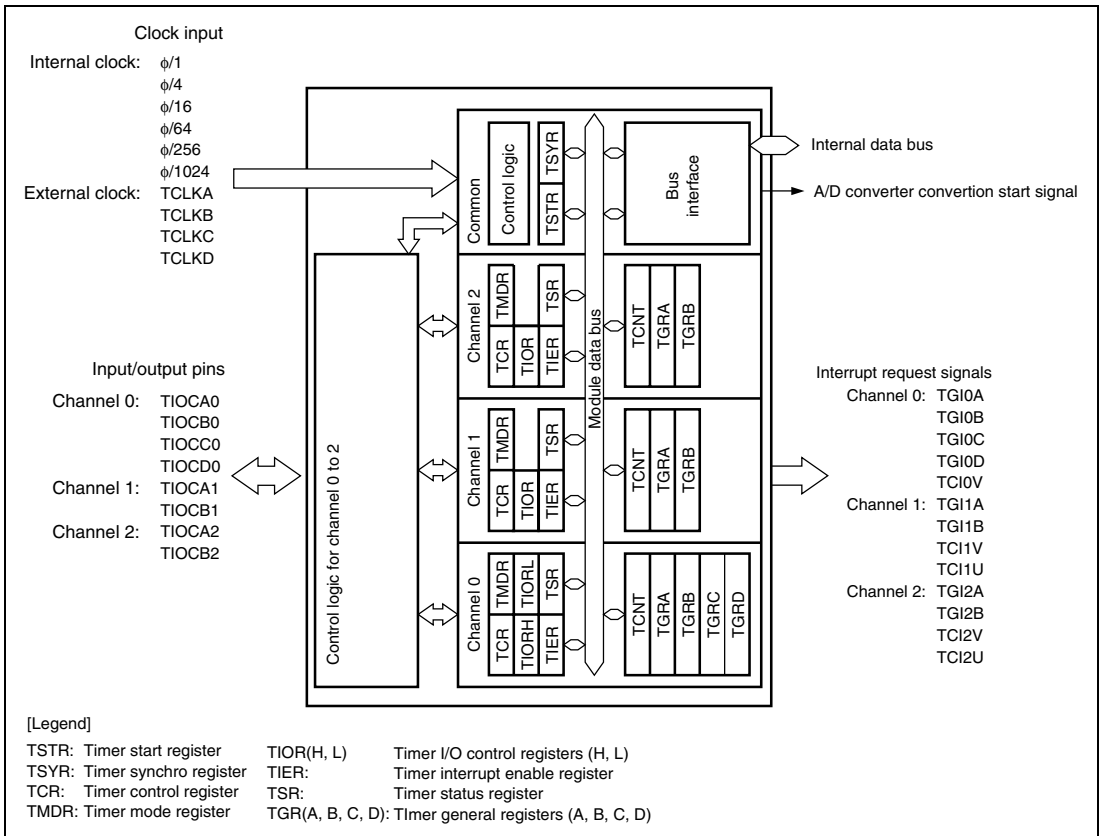 Clock input
Internal clock: ϕ/1
ϕ/4
ϕ/16
ϕ/64
ϕ/256
ϕ/1024
External clock: TCLKA
TCLKB
TCLKC
TCLKD
Input/output pins
Channel 0: TIOCA0
TIOCB0
TIOCC0
TIOCD0
Channel 1: TIOCA1
TIOCB1
Channel 2: TIOCA2
TIOCB2
Control logic for channel 0 to 2
Common
Control logic
TSTR
TSYR
Bus
interface
Module data bus
Channel 2
TCR
TMDR
TIOR
TIER
TSR
TCNT
TGRA
TGRB
Channel 1
TCR
TMDR
TIOR
TIER
TSR
TCNT
TGRA
TGRB
Channel 0
TCR
TMDR
TIORH
TIORL
TIER
TSR
TCNT
TGRA
TGRB
TGRC
TGRD
Internal data bus
A/D converter convertion start signal
Interrupt request signals
Channel 0: TGI0A
TGI0B
TGI0C
TGI0D
TCI0V
Channel 1: TGI1A
TGI1B
TCI1V
TCI1U
Channel 2: TGI2A
TGI2B
TCI2V
TCI2U
[Legend]
TSTR: Timer start register
TSYR: Timer synchro register
TCR: Timer control register
TMDR: Timer mode register
TIOR(H, L) Timer I/O control registers (H, L)
TIER: Timer interrupt enable register
TSR: Timer status register
TGR(A, B, C, D): TImer general registers (A, B, C, D)